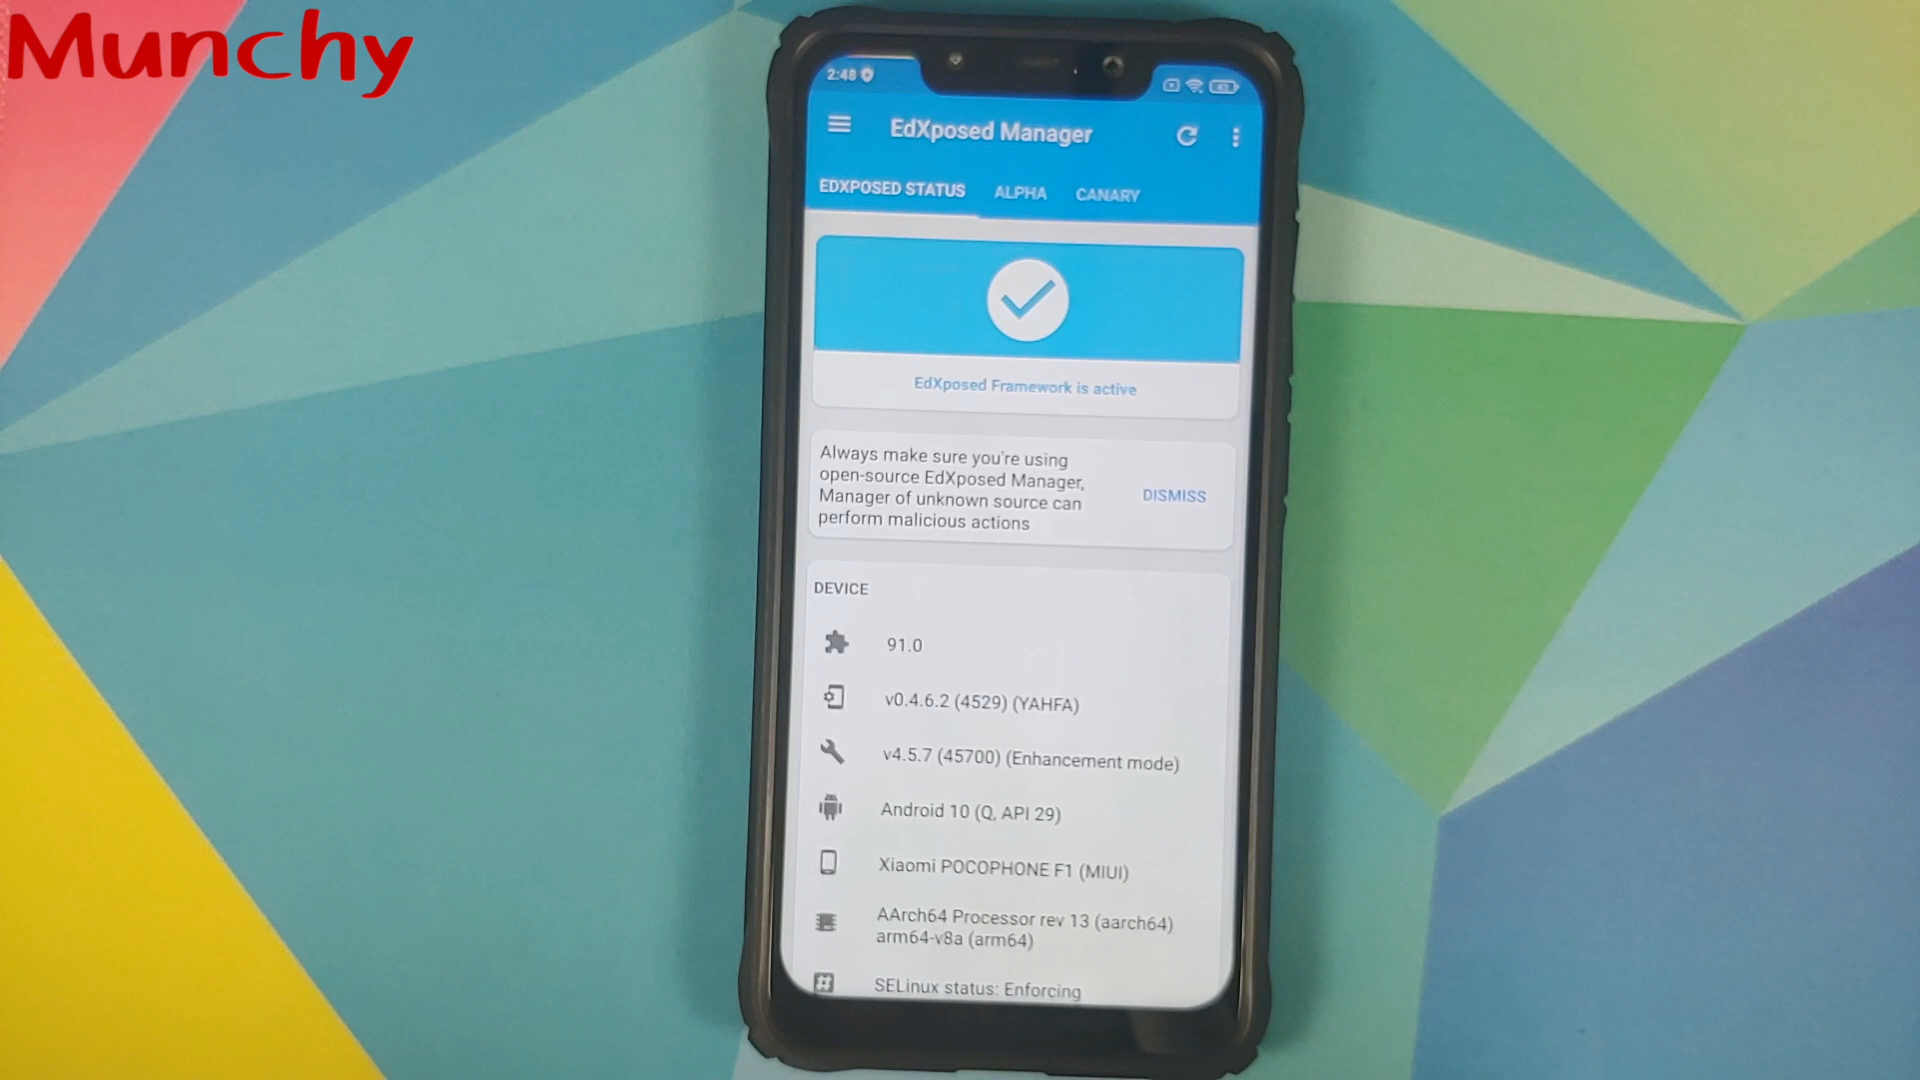 Munchy
2:48
EdXposed Manager
EDXPOSED STATUS ALPHA CANARY
EdXposed Framework is active
Always make sure you're using
open-source EdXposed Manager,
Manager of unknown source can
perform malicious actions
DISMISS
DEVICE
91.0
v0.4.6.2 (4529) (YAHFA)
v4.5.7 (45700) (Enhancement mode)
Android 10 (Q, API 29)
Xiaomi POCOPHONE F1 (MIUI)
AArch64 Processor rev 13 (aarch64)
arm64-v8a (arm64)
SELinux status: Enforcing